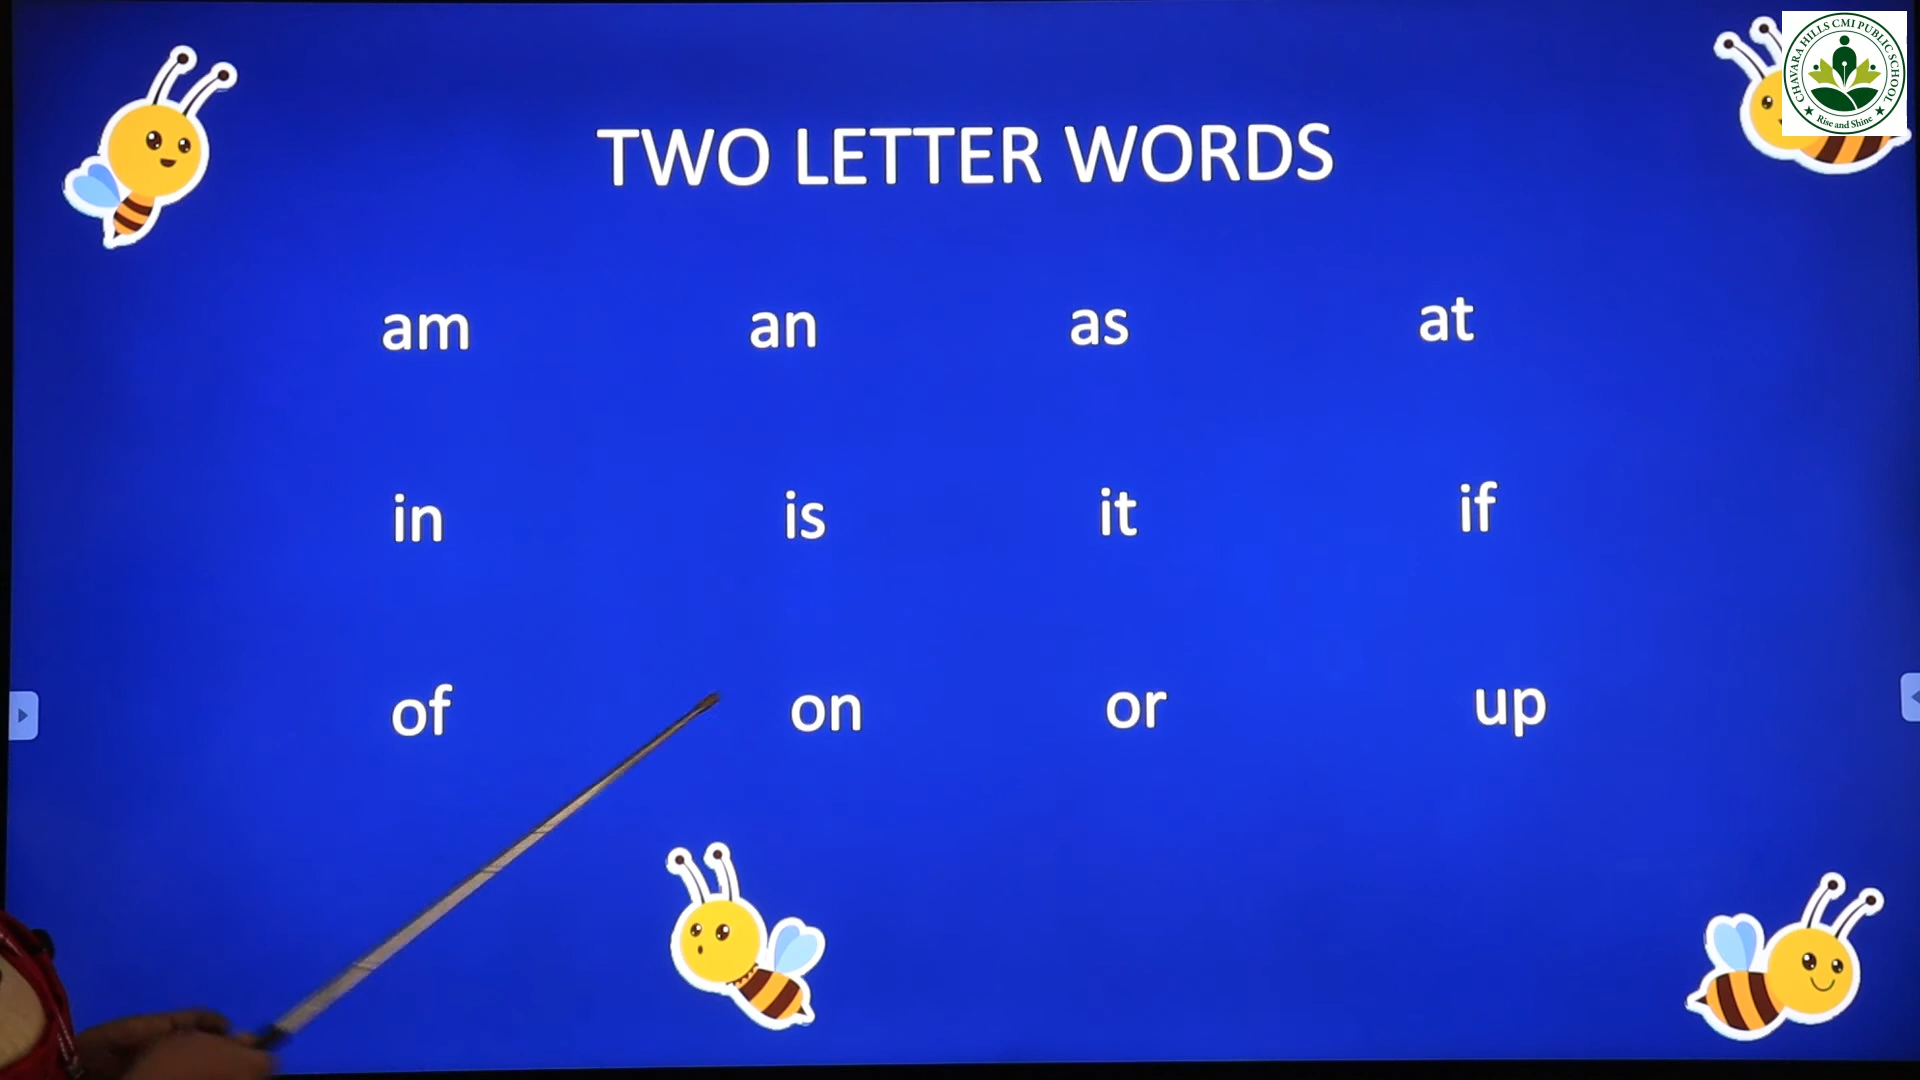 CHAVARA HILLS CMI PUBLIC SCHOOL
Rise and Shine
TWO LETTER WORDS
am an as at
in is it if
of on or up